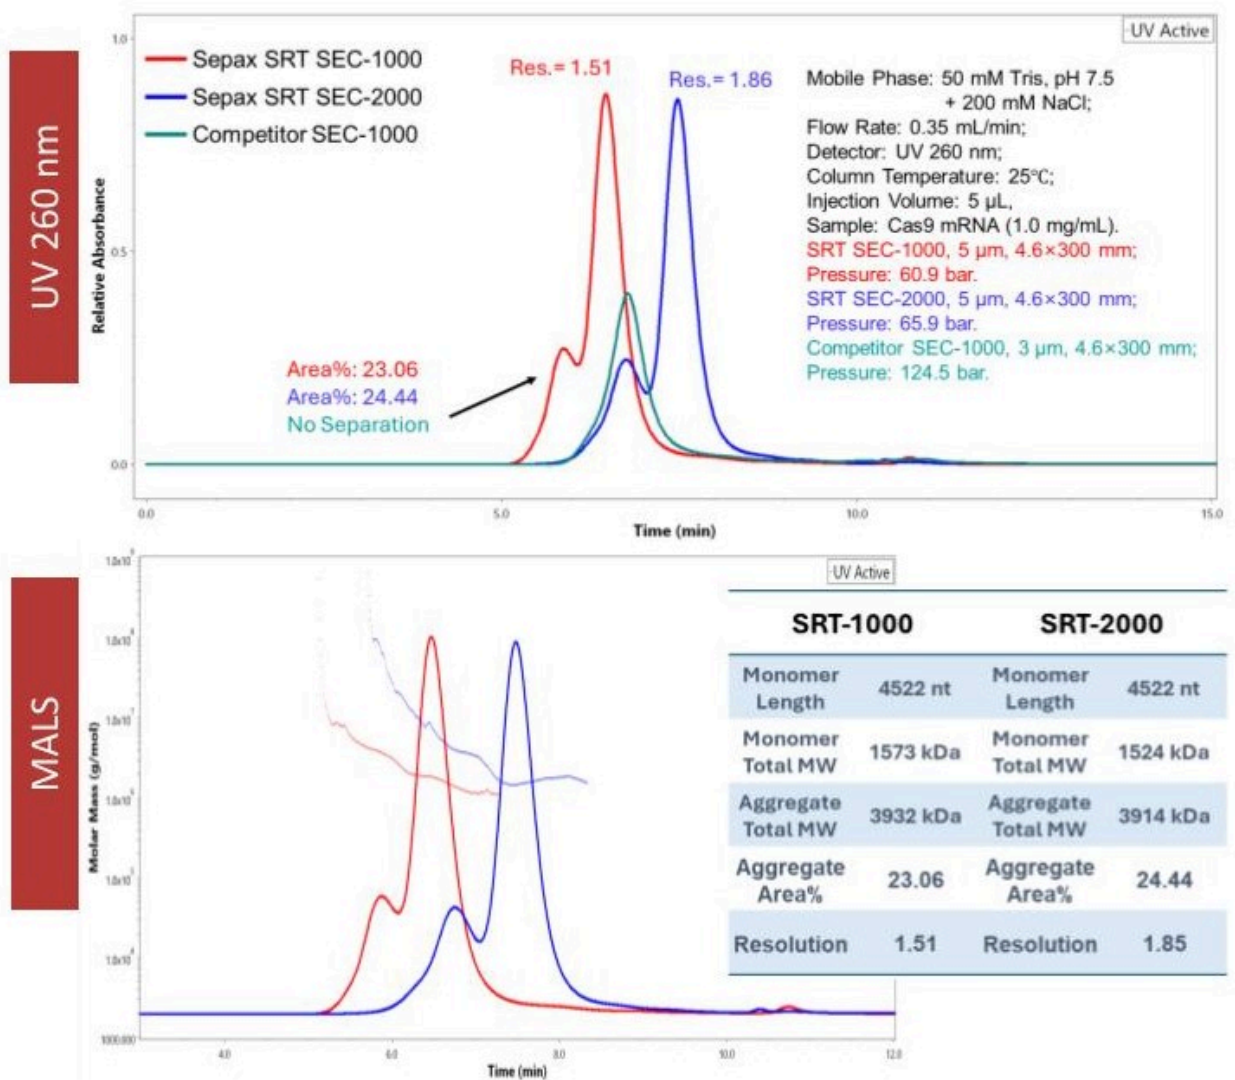 UV 260 nm
UV Active
1.0
0.5
0.0
Relative Absorbance
Sepax SRT SEC-1000
Sepax SRT SEC-2000
Competitor SEC-1000
Res.= 1.51
Res.= 1.86
Mobile Phase: 50 mM Tris, pH 7.5
+ 200 mM NaCl;
Flow Rate: 0.35 mL/min;
Detector: UV 260 nm;
Column Temperature: 25℃;
Injection Volume: 5 µL,
Sample: Cas9 mRNA (1.0 mg/mL).
SRT SEC-1000, 5 µm, 4.6×300 mm;
Pressure: 60.9 bar.
SRT SEC-2000, 5 µm, 4.6×300 mm;
Pressure: 65.9 bar.
Competitor SEC-1000, 3 µm, 4.6×300 mm;
Pressure: 124.5 bar.
Area%: 23.06
Area%: 24.44
No Separation
0.0 5.0 10.0 15.0
Time (min)
MALS
UV Active
Molar Mass (g/mol)
1000.000
4.0 6.0 8.0 10.0 12.0
Time (min)
SRT-1000 SRT-2000
Monomer Length 4522 nt Monomer Length 4522 nt
Monomer Total MW 1573 kDa Monomer Total MW 1524 kDa
Aggregate Total MW 3932 kDa Aggregate Total MW 3914 kDa
Aggregate Area% 23.06 Aggregate Area% 24.44
Resolution 1.51 Resolution 1.85